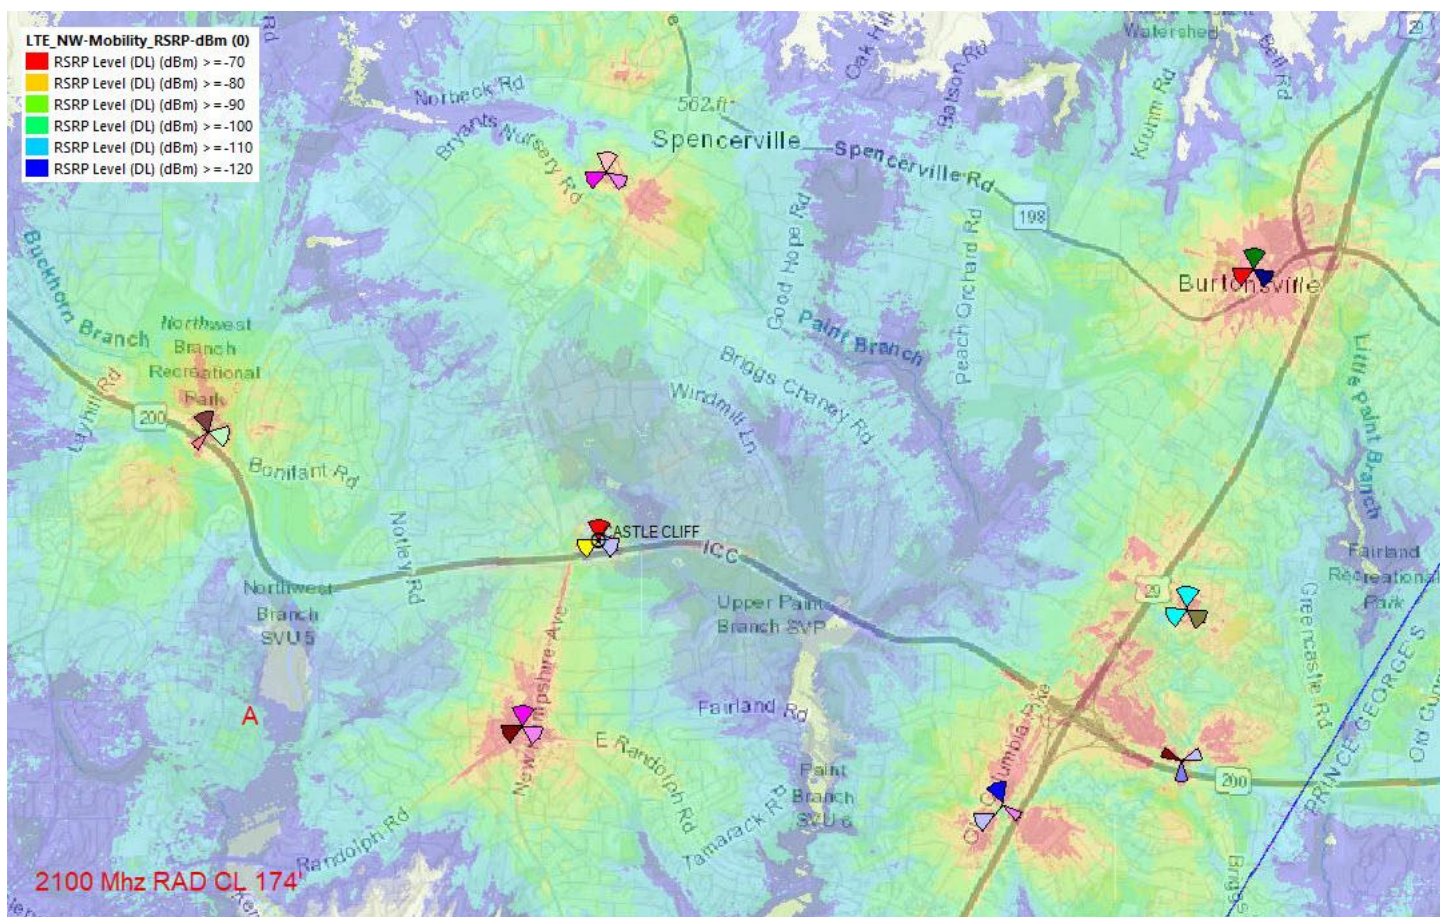 LTE_NW-Mobility_RSRP-dBm (0)
RSRP Level (DL) (dBm) >=-70
RSRP Level (DL) (dBm) >=-80
RSRP Level (DL) (dBm) >=-90
RSRP Level (DL) (dBm) >=-100
RSRP Level (DL) (dBm) >=-110
RSRP Level (DL) (dBm) >=-120
Rd
Oak Hill
Batson Rd
Watershed
Bell Rd
29
Norbeck Rd
562 ft
Krunm Rd
Bryants Nursery Rd
Spencerville
Spencerville Rd
198
Good Hope Rd
Peach Orchard Rd
Burtonsville
Buckhorn Branch
Northwest
Branch
Recreational
Park
Paint Branch
Little Paint Branch
Briggs Chaney Rd
Windmill Ln
Layhill Rd
200
Bonifant Rd
Notley Rd
CASTLE CLIFF
ICC
Fairland
Recreational
Park
Northwest
Branch
SVU 5
Upper Paint
Branch SVP
29
Greencastle Rd
New Hampshire Ave
A
Fairland Rd
PRINCE GEORGE'S
E Randolph Rd
Old Columbia Pike
Paint
Branch
SVU 6
200
Tamarack Rd
Randolph Rd
2100 Mhz RAD CL 174'